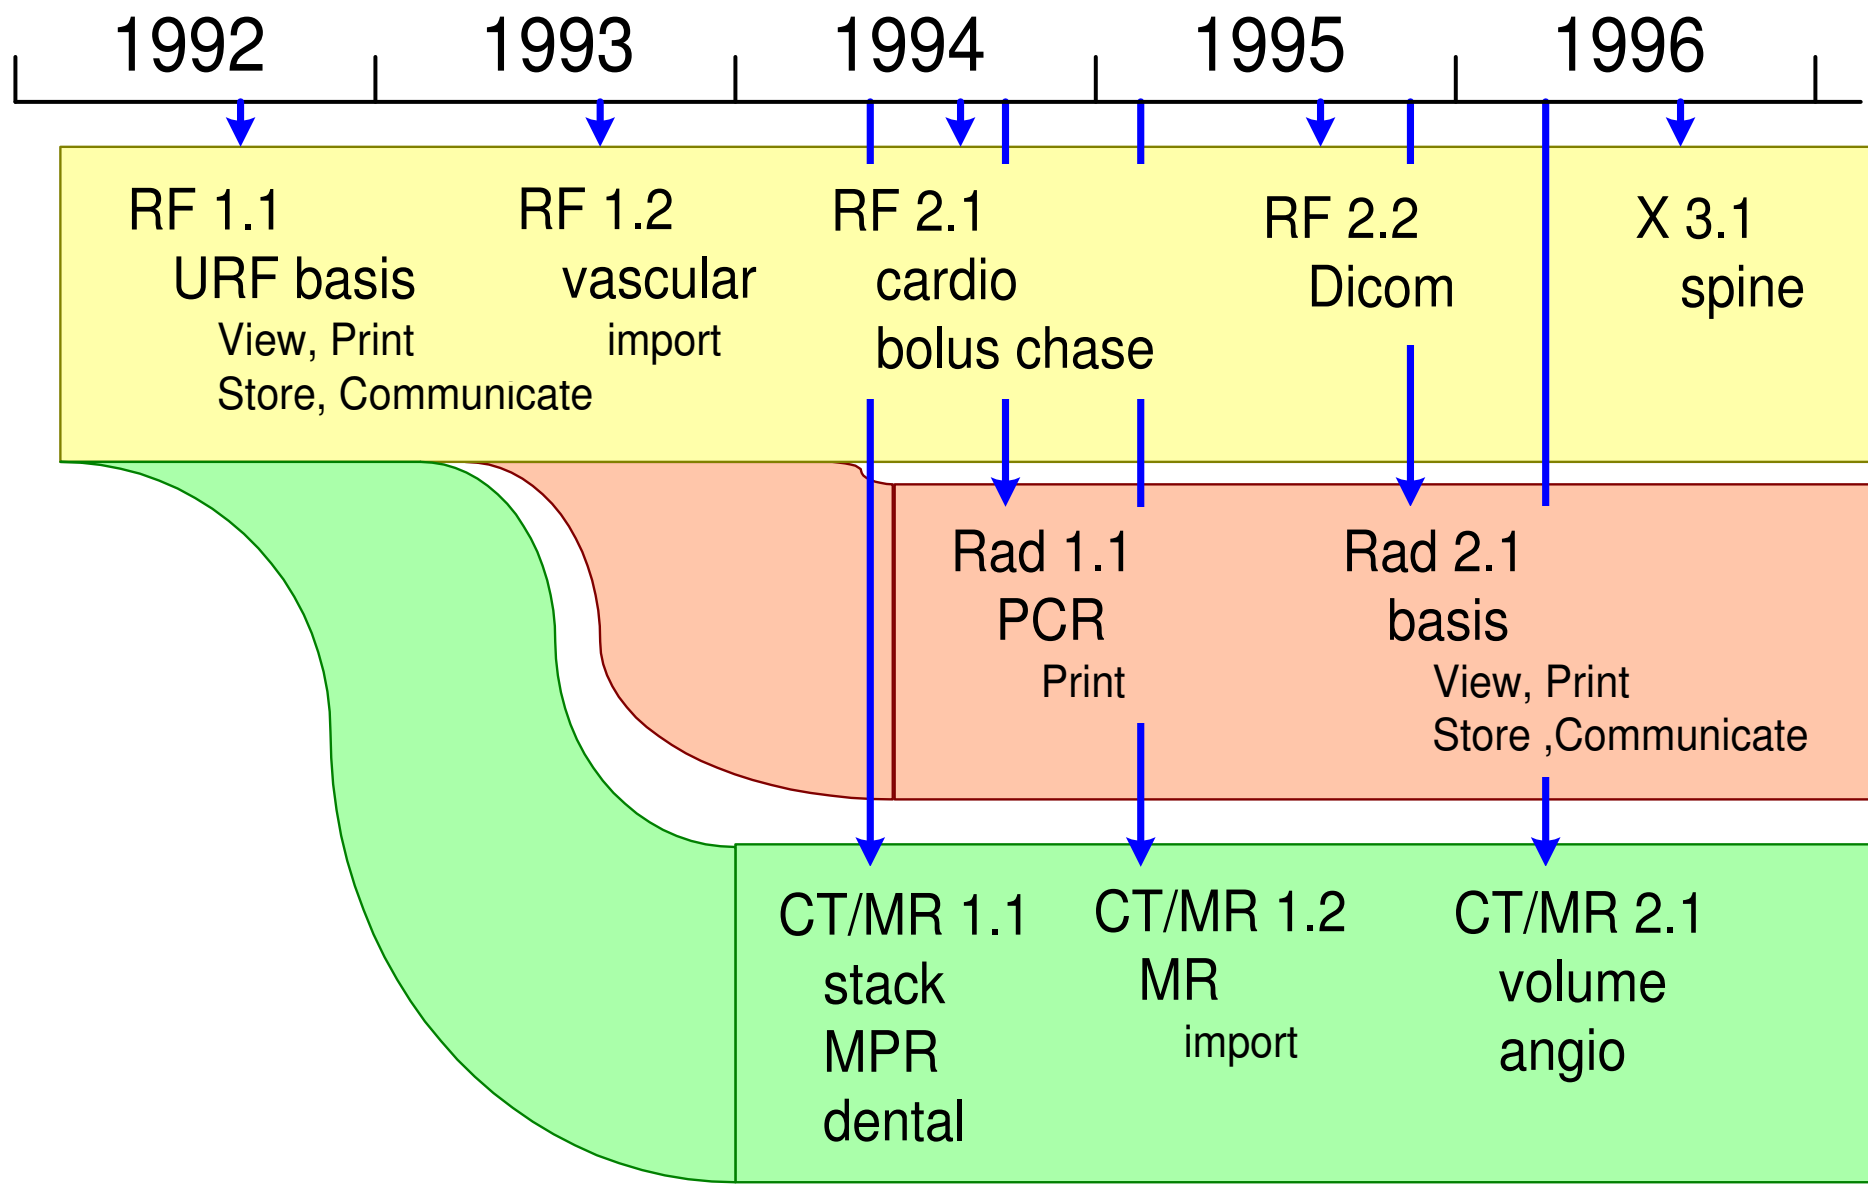 1992 1993 1994 1995 1996
RF 1.1
URF basis
View, Print
Store, Communicate
RF 1.2
vascular
import
RF 2.1
cardio
bolus chase
RF 2.2
Dicom
X 3.1
spine
Rad 1.1
PCR
Print
Rad 2.1
basis
View, Print
Store ,Communicate
CT/MR 1.1
stack
MPR
dental
CT/MR 1.2
MR
import
CT/MR 2.1
volume
angio